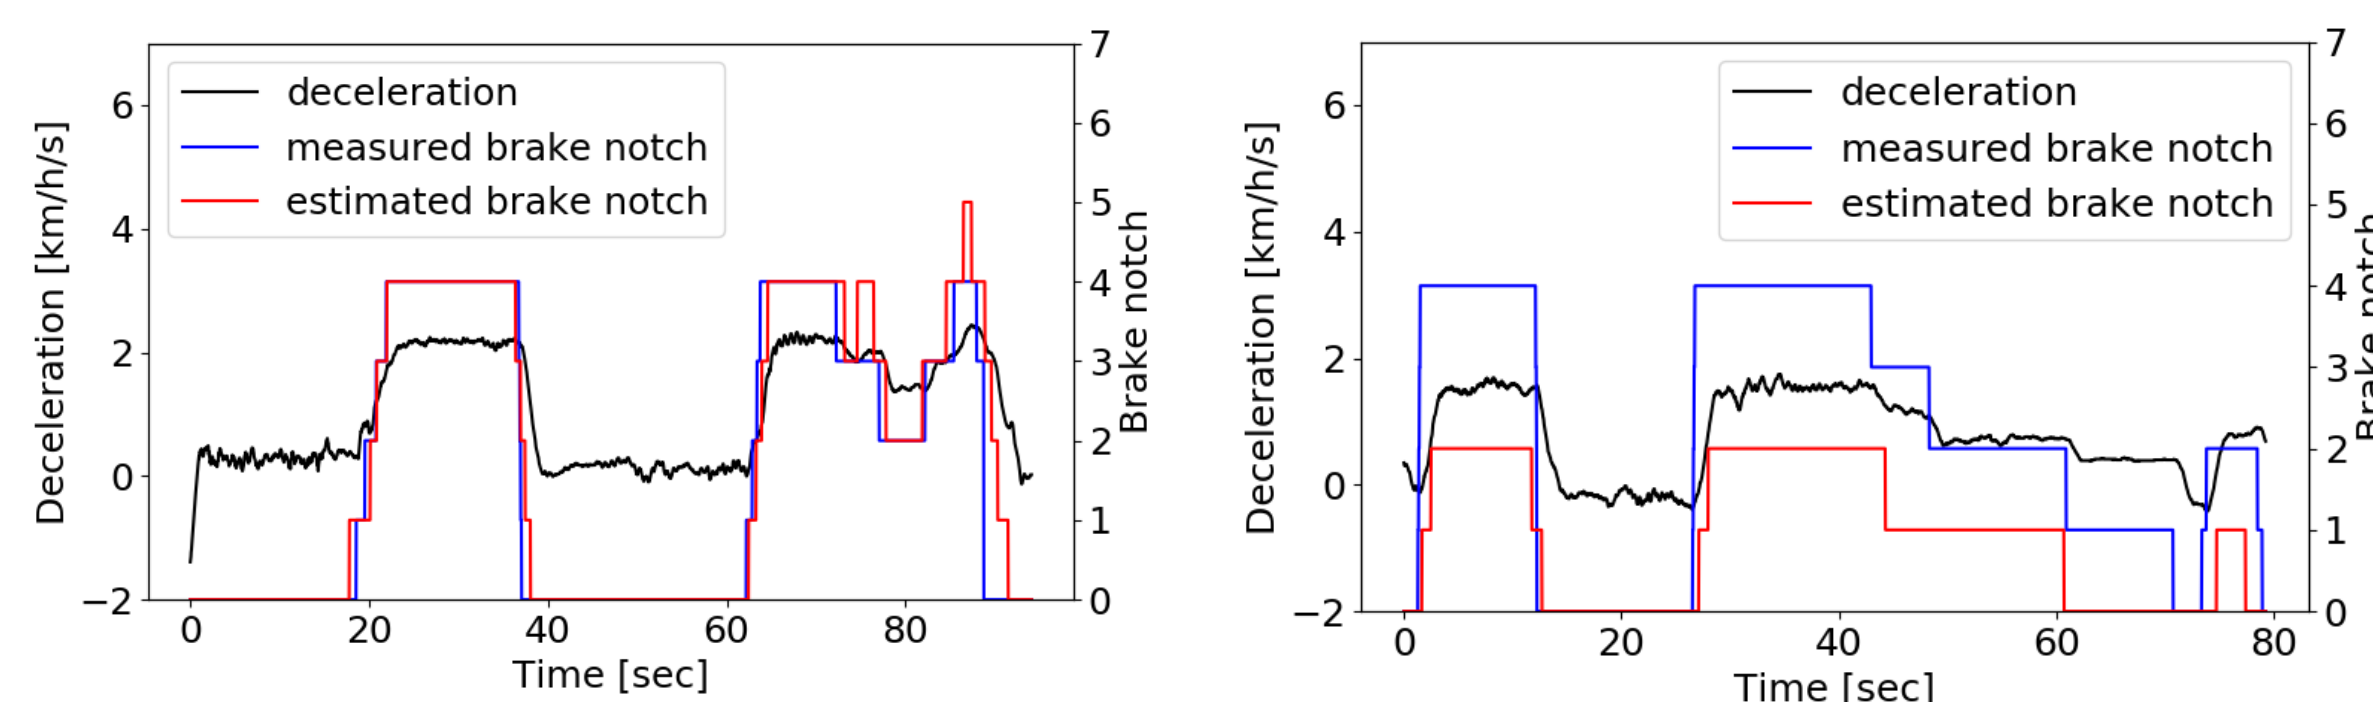 deceleration
measured brake notch
estimated brake notch
Deceleration [km/h/s]
6
4
2
0
−2
7
6
5
4
3
2
1
0
Brake notch
0 20 40 60 80
Time [sec]
deceleration
measured brake notch
estimated brake notch
Deceleration [km/h/s]
6
4
2
0
−2
7
6
5
4
3
2
1
0
Brake notch
0 20 40 60 80
Time [sec]